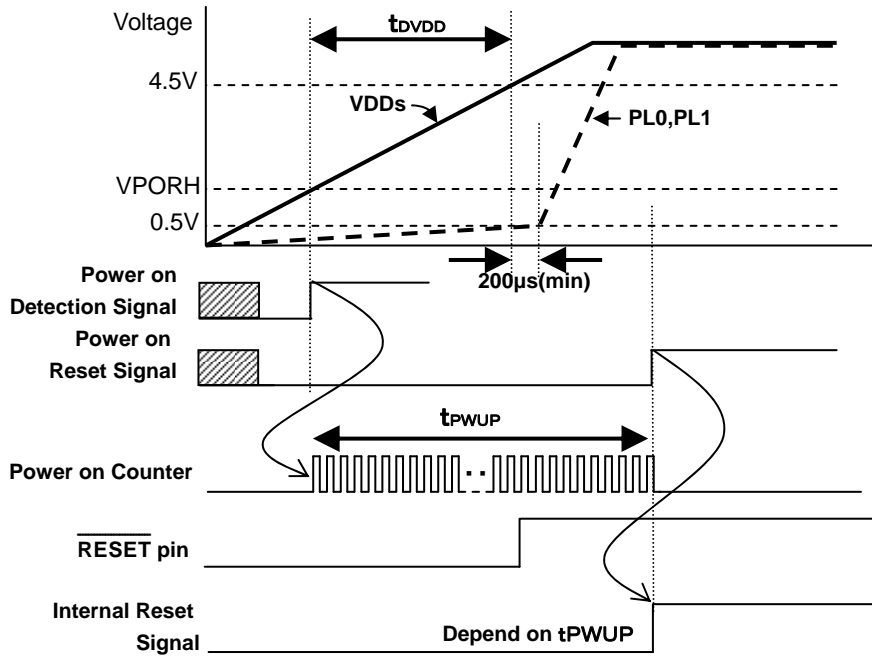 Voltage
tDVDD
4.5V
VDDs
PL0,PL1
VPORH
0.5V
200μs(min)
Power on
Detection Signal
Power on
Reset Signal
tPWUP
Power on Counter
RESET pin
Internal Reset
Signal
Depend on tPWUP